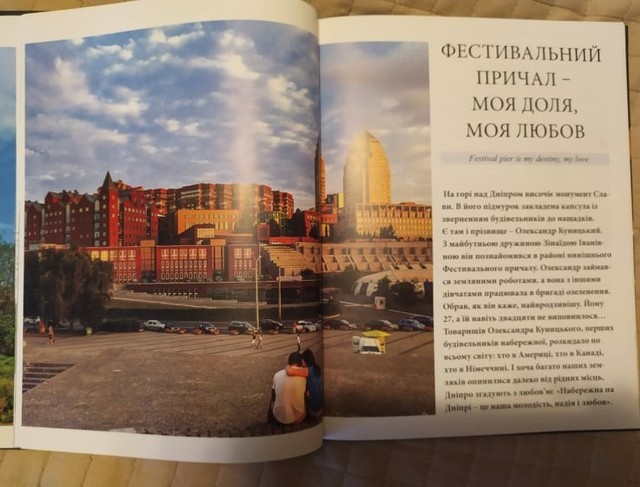 ФЕСТИВАЛЬНИЙ
ПРИЧАЛ –
МОЯ ДОЛЯ,
МОЯ ЛЮБОВ
Festival pier is my destiny, my love
На горі над Дніпром височіє монумент Сла-
ви. В його підмурок закладена капсула із
зверненням будівельників до нащадків.
Є там і прізвище – Олександр Куницький.
З майбутньою дружиною Зінаїдою Іванів-
ною він познайомився в районі нинішнього
Фестивального причалу. Олександр займав-
ся земляними роботами, а вона з іншими
дівчатами працювала в бригаді озеленення.
Обрав, як він каже, найвродливішу. Йому
27, а їй навіть двадцяти не виповнилося...
Товаришів Олександра Куницького, перших
будівельників набережної, розкидало по
всьому світу: хто в Америці, хто в Канаді,
хто в Німеччині. І хоча багато наших зем-
ляків опинилися далеко від рідних місць,
Дніпро згадують з любов'ю: «Набережна на
Дніпрі – це наша молодість, надія і любов».